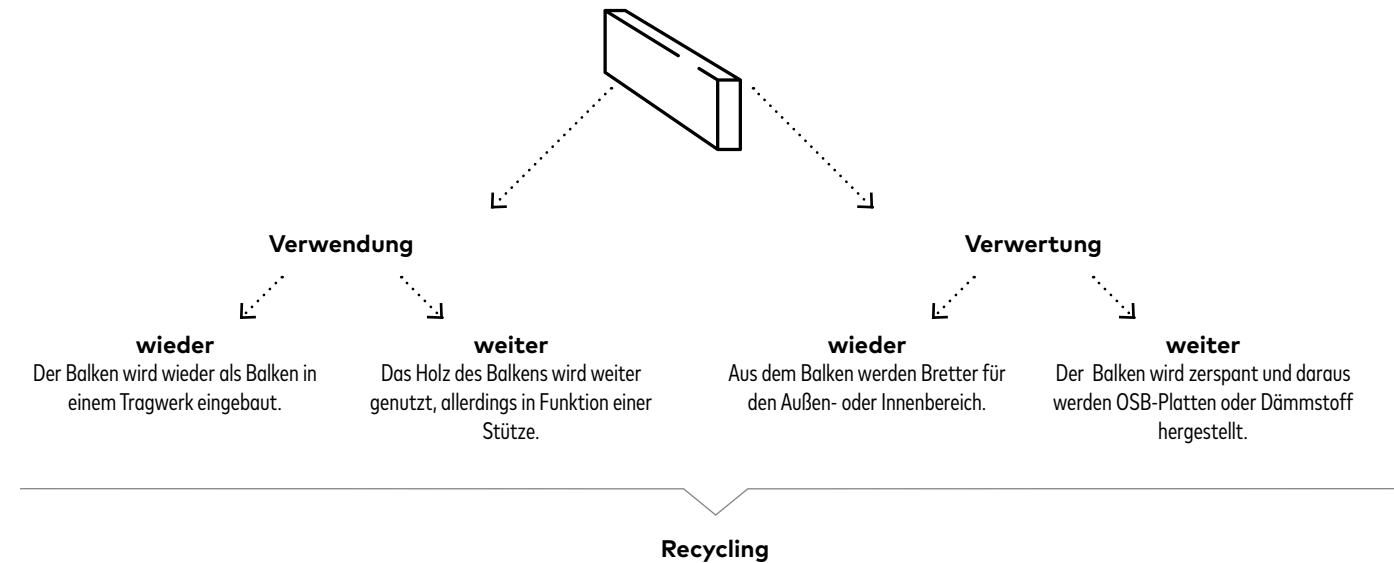 Verwendung
Verwertung
wieder
Der Balken wird wieder als Balken in
einem Tragwerk eingebaut.
weiter
Das Holz des Balkens wird weiter
genutzt, allerdings in Funktion einer
Stütze.
wieder
Aus dem Balken werden Bretter für
den Außen- oder Innenbereich.
weiter
Der Balken wird zerspant und daraus
werden OSB-Platten oder Dämmstoff
hergestellt.
Recycling